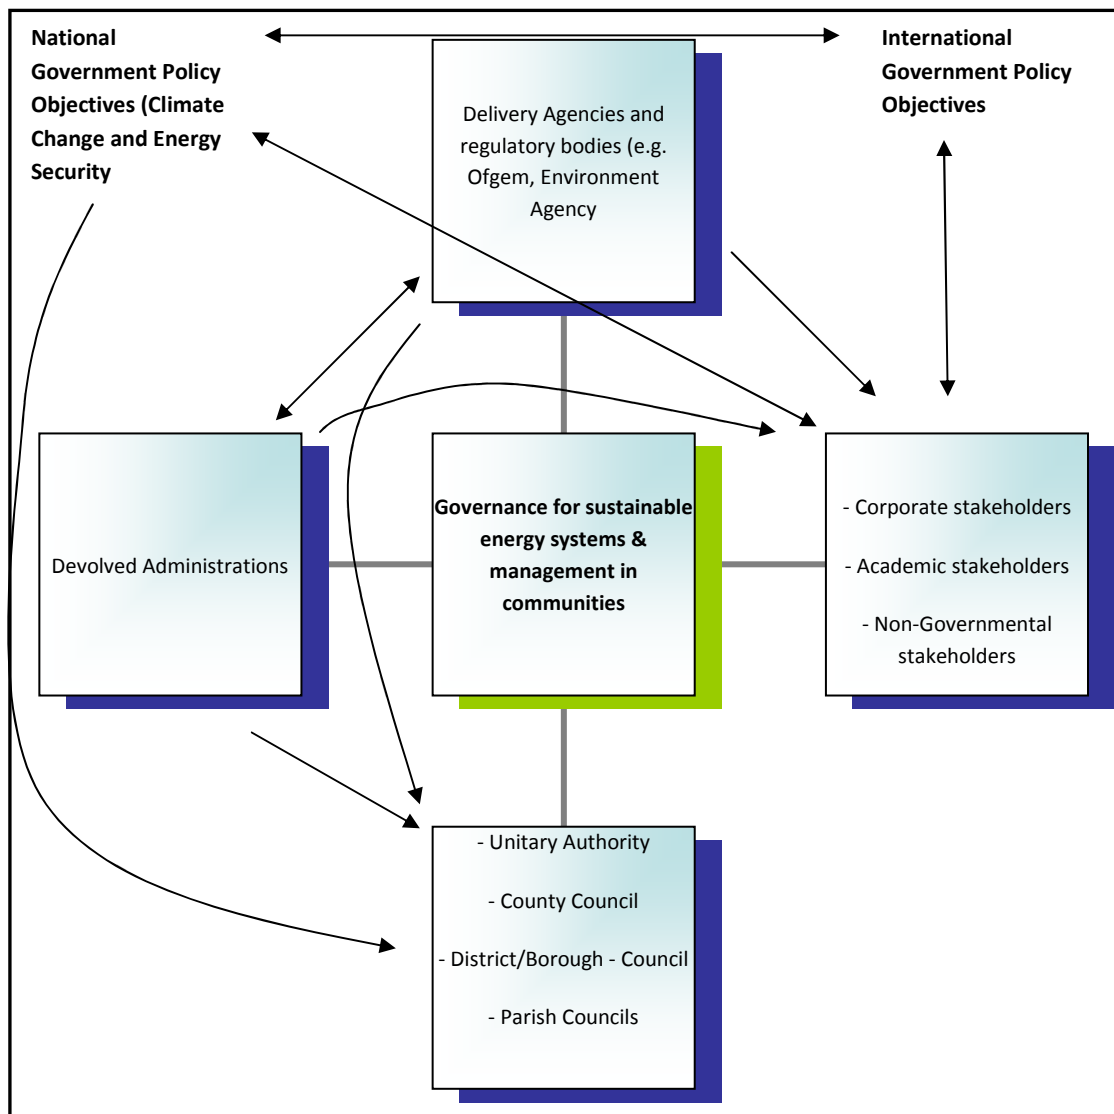 National
Government Policy
Objectives (Climate
Change and Energy
Security
International
Government Policy
Objectives
Delivery Agencies and
regulatory bodies (e.g.
Ofgem, Environment
Agency
Devolved Administrations
Governance for sustainable
energy systems &
management in
communities
- Corporate stakeholders
- Academic stakeholders
- Non-Governmental
stakeholders
- Unitary Authority
- County Council
- District/Borough - Council
- Parish Councils